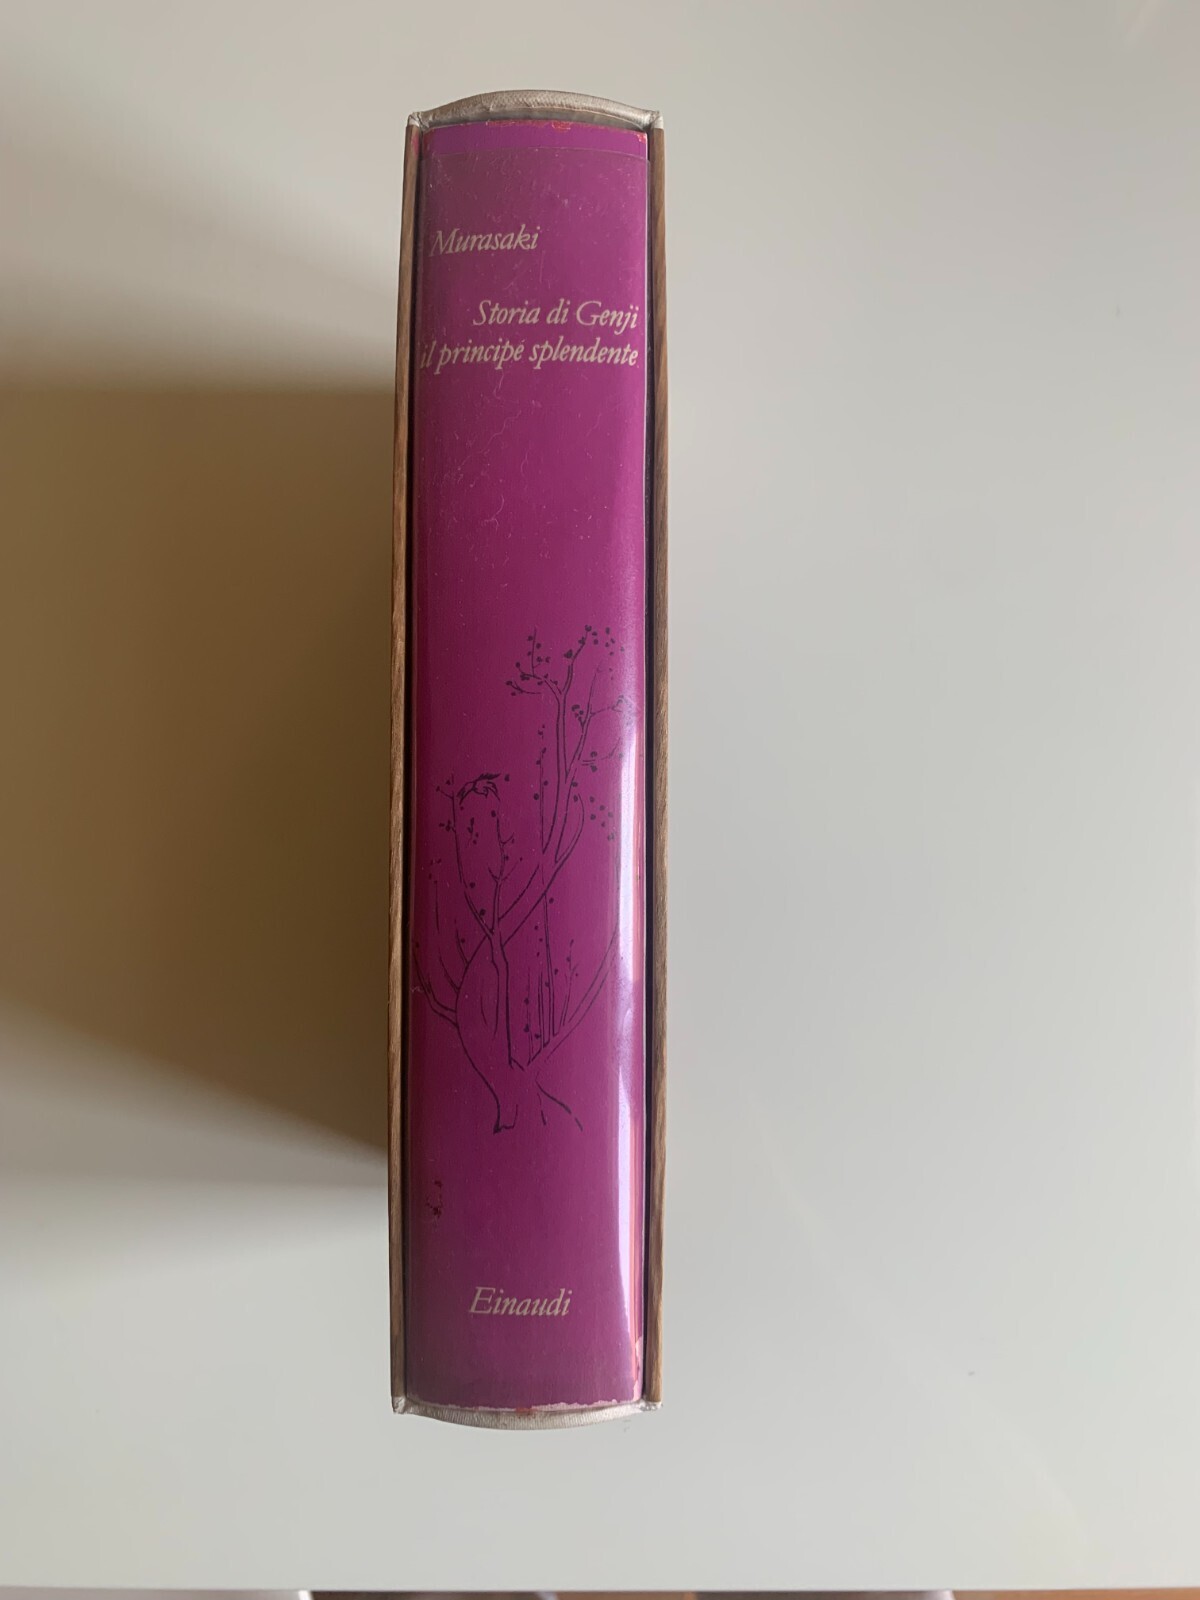 Murasaki
Storia di Genji
il principe splendente
Einaudi